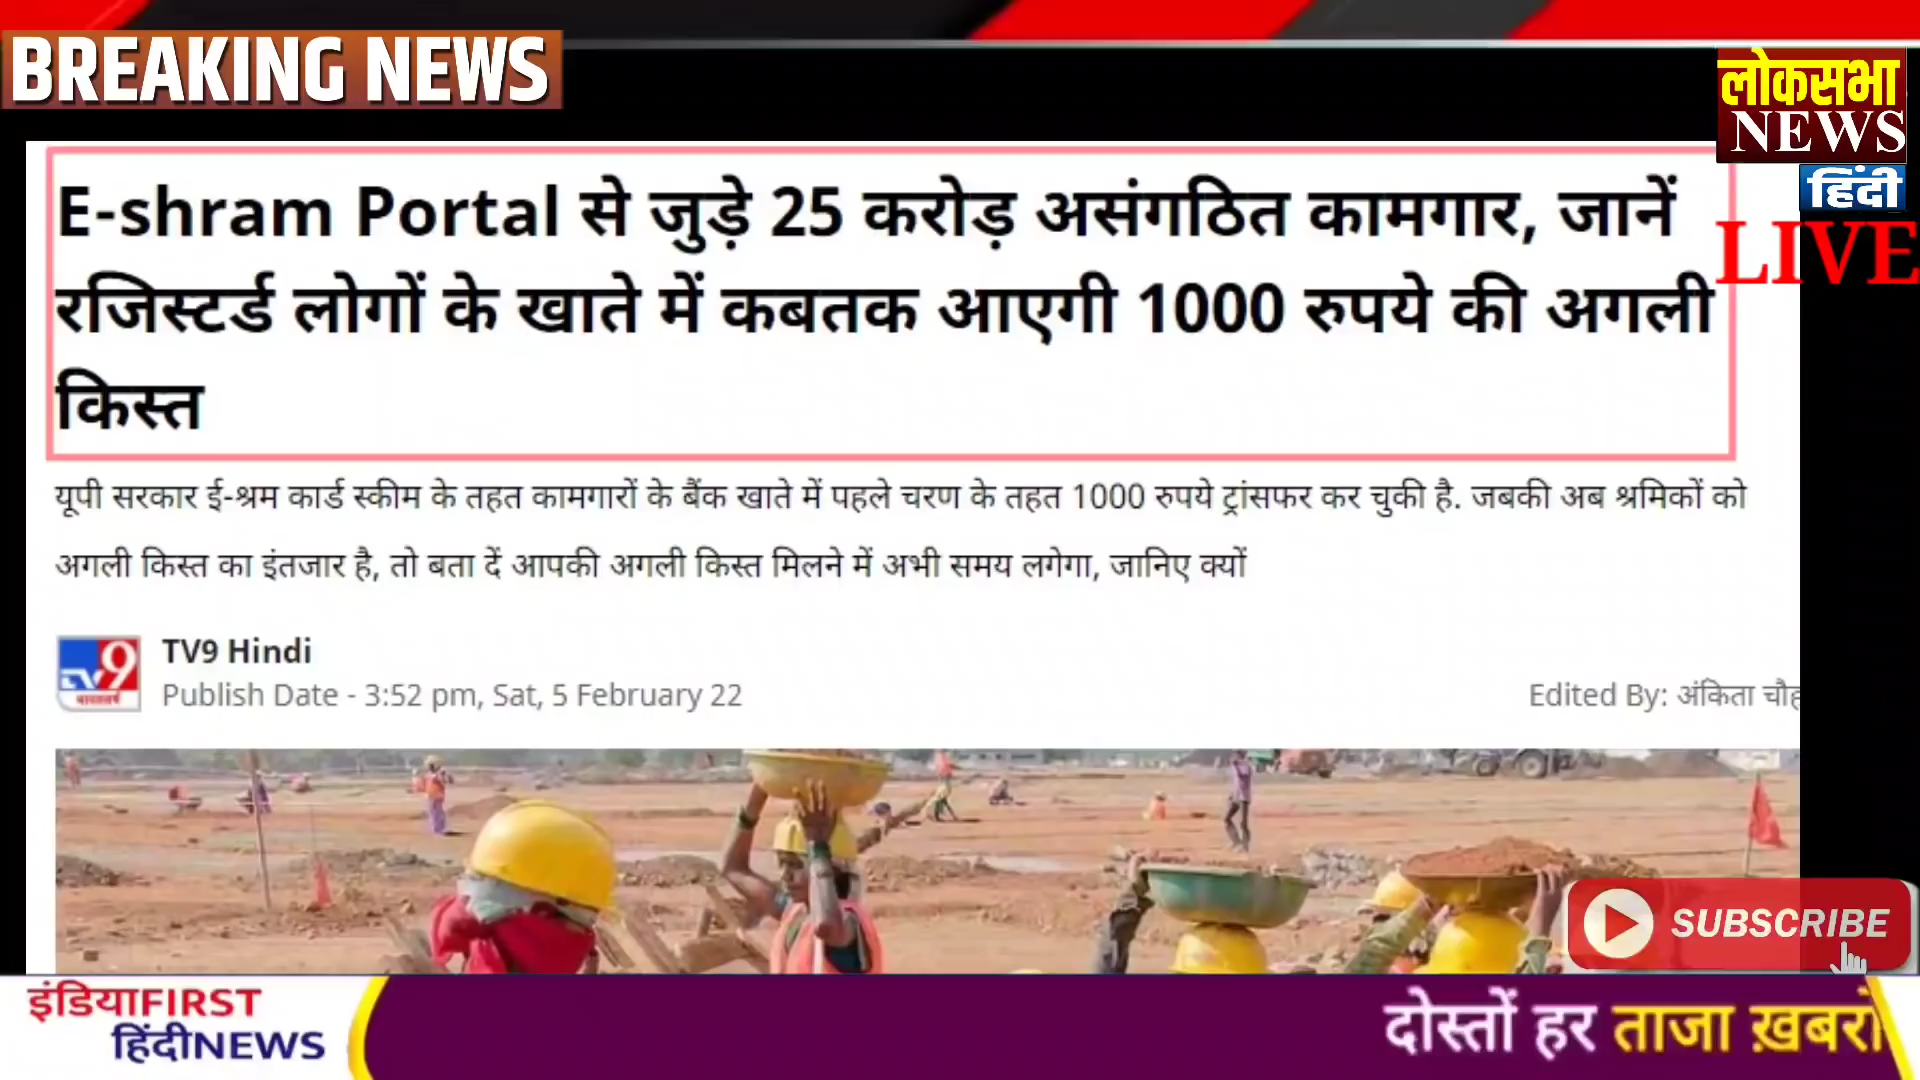 BREAKING NEWS
लोकसभा
NEWS
हिंदी
LIVE
E-shram Portal से जुड़े 25 करोड़ असंगठित कामगार, जानें
रजिस्टर्ड लोगों के खाते में कबतक आएगी 1000 रुपये की अगली
किस्त
यूपी सरकार ई-श्रम कार्ड स्कीम के तहत कामगारों के बैंक खाते में पहले चरण के तहत 1000 रुपये ट्रांसफर कर चुकी है. जबकी अब श्रमिकों को
अगली किस्त का इंतजार है, तो बता दें आपकी अगली किस्त मिलने में अभी समय लगेगा, जानिए क्यों
TV9
TV9 Hindi
Publish Date - 3:52 pm, Sat, 5 February 22
Edited By: अंकिता
SUBSCRIBE
इंडियाFIRST
हिंदीNEWS
दोस्तों हर ताजा